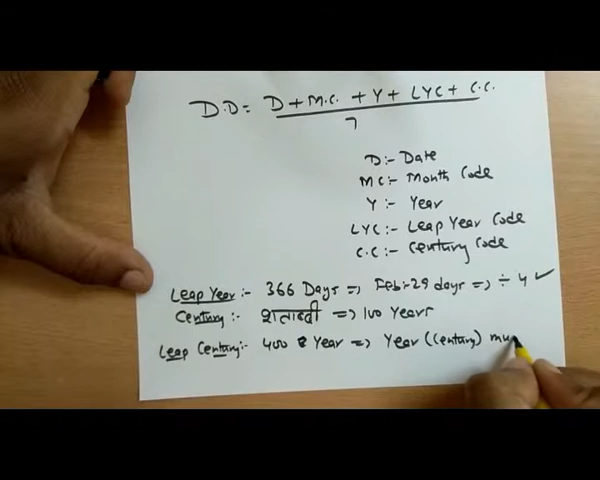 D.D = D + M.C. + Y + LYC + C.C.
7
D :- Date
MC :- Month Code
Y :- Year
LYC :- Leap Year Code
C.C :- Century Code
Leap Year :- 366 Days => Feb :- 29 days => ÷ 4 ✓
Century :- शताब्दी => 100 Years
Leap Century :- 400 Year => Year (Century) mu